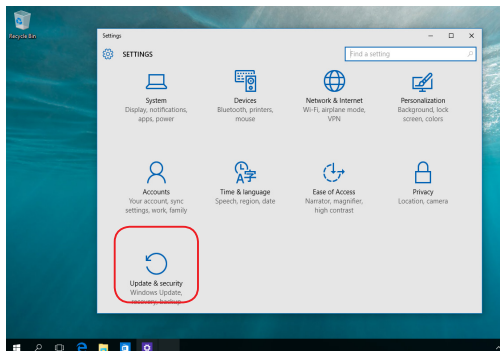 Recycle Bin
Settings
SETTINGS
Find a setting
System
Display, notifications,
apps, power
Devices
Bluetooth, printers,
mouse
Network & Internet
Wi-Fi, airplane mode,
VPN
Personalization
Background, lock
screen, colors
Accounts
Your account, sync
settings, work, family
Time & language
Speech, region, date
Ease of Access
Narrator, magnifier,
high contrast
Privacy
Location, camera
Update & security
Windows Update,
recovery, backup